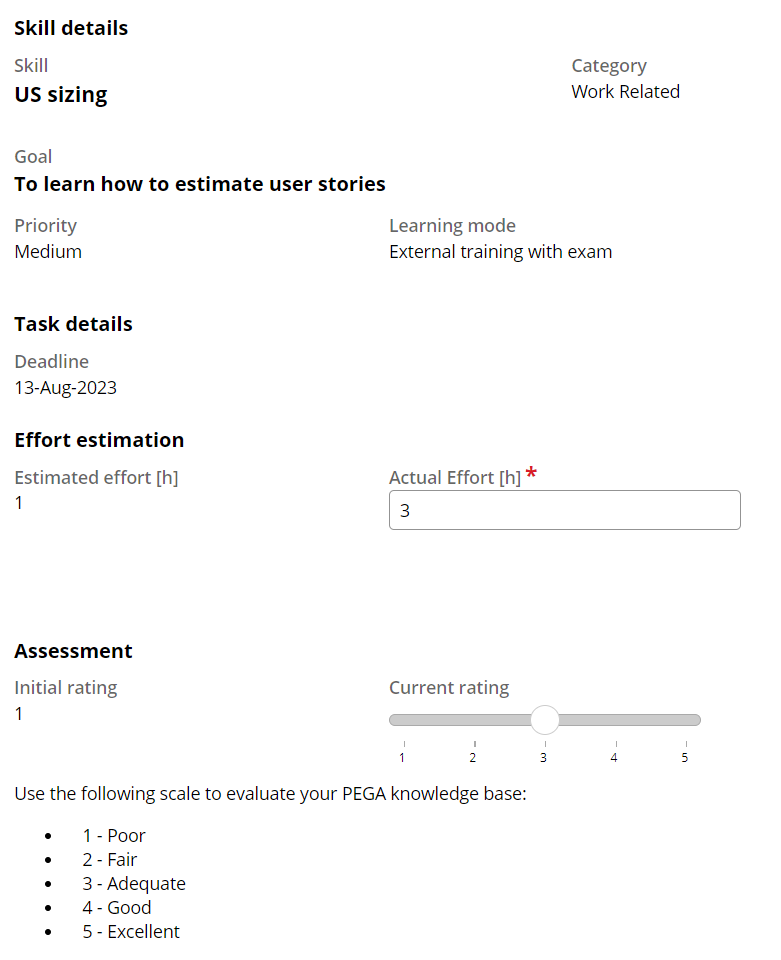 Skill details
Skill
Category
US sizing
Work Related
Goal
To learn how to estimate user stories
Priority
Learning mode
Medium
External training with exam
Task details
Deadline
13-Aug-2023
Effort estimation
Estimated effort [h]
Actual Effort [h] *
1
3
Assessment
Initial rating
Current rating
1
1 2 3 4 5
Use the following scale to evaluate your PEGA knowledge base:
• 1 - Poor
• 2 - Fair
• 3 - Adequate
• 4 - Good
• 5 - Excellent